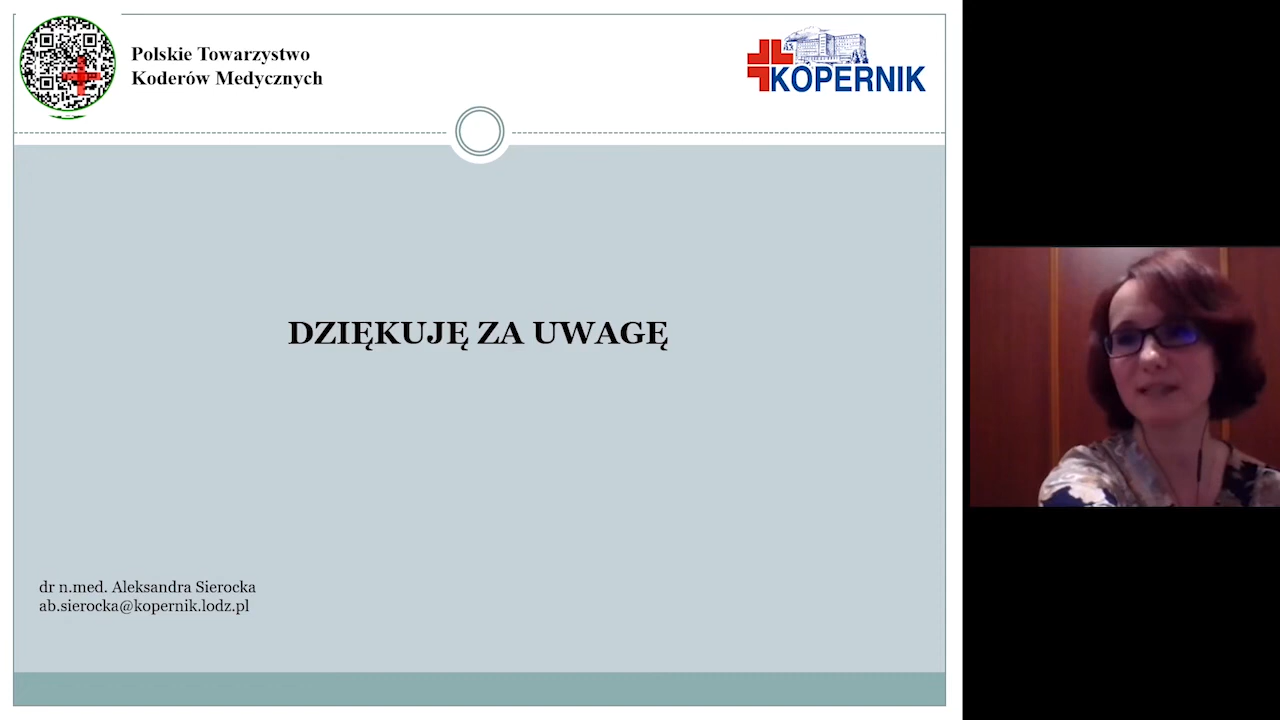 Polskie Towarzystwo
Koderów Medycznych
KOPERNIK
DZIĘKUJĘ ZA UWAGĘ
dr n.med. Aleksandra Sierocka
ab.sierocka@kopernik.lodz.pl